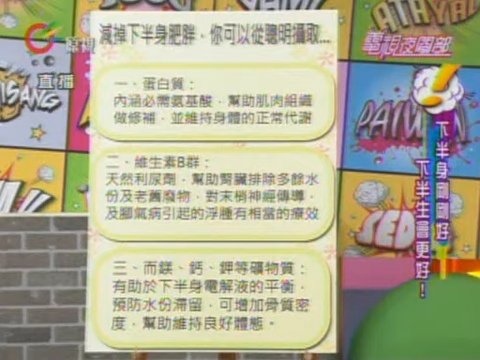 直播
減掉下半身肥胖，你可以從聰明攝取...
一、蛋白質：
內涵必需氨基酸，幫助肌肉組織
做修補，並維持身體的正常代謝
二、維生素B群：
天然利尿劑，幫助腎臟排除多餘水
份及老舊廢物，對末梢神經傳導，
及腳氣病引起的浮腫有相當的療效
三、而鎂、鈣、鉀等礦物質：
有助於下半身電解液的平衡，
預防水份滯留，可增加骨質密
度，幫助維持良好體態。
電視夜明部
下半身剛剛好
下半生會更好！
ATAYAL
PAIWAN
SANG
SED